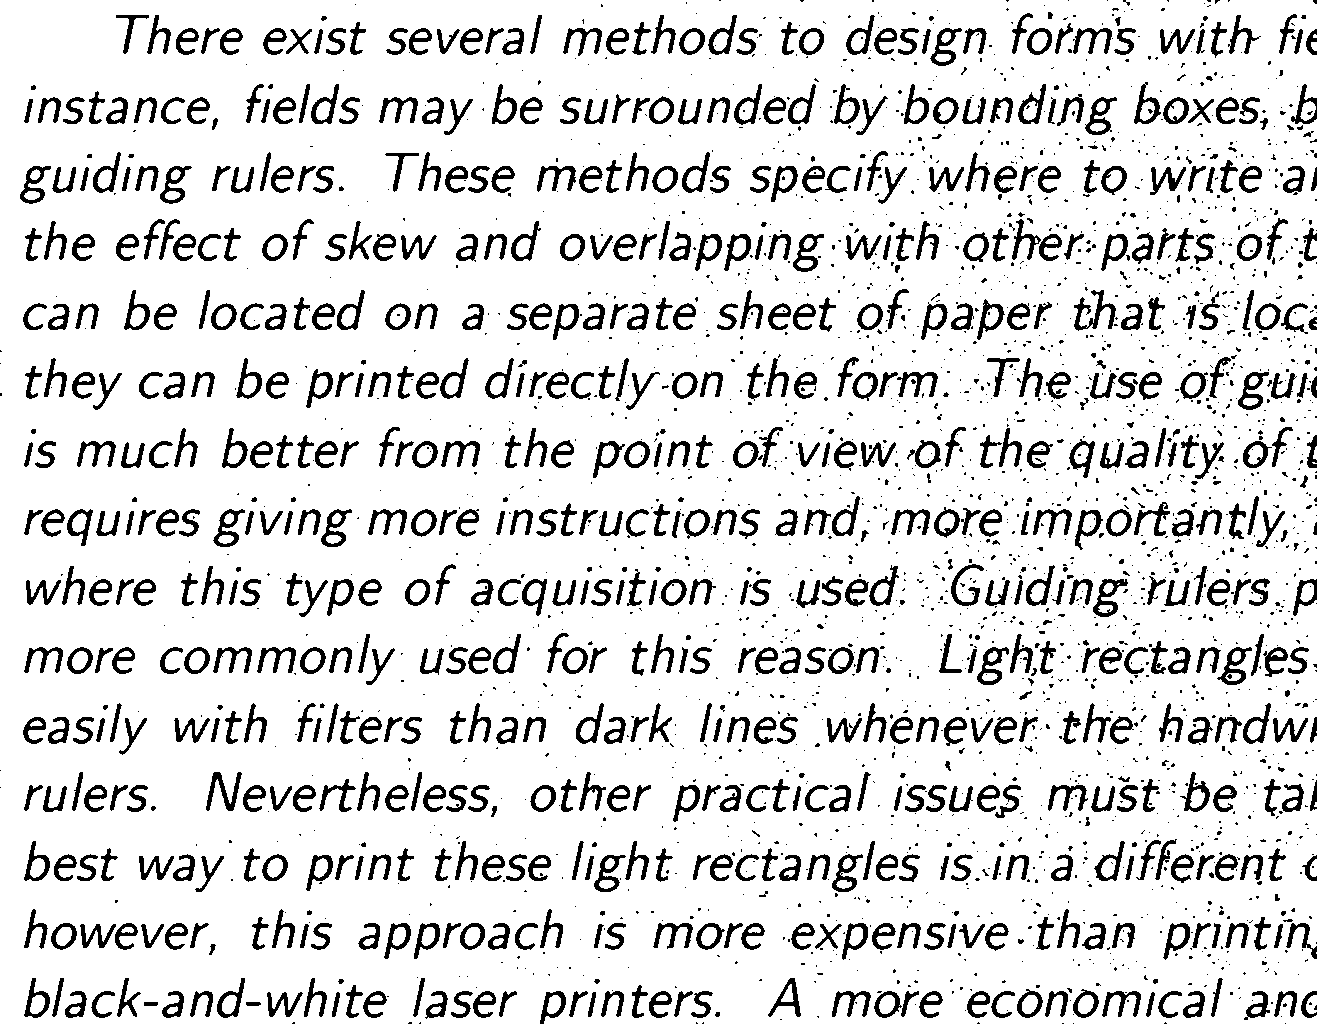 There exist several methods to design forms with fie
instance, fields may be surrounded by bounding boxes, b
guiding rulers. These methods specify where to write a
the effect of skew and overlapping with other parts of t
can be located on a separate sheet of paper that is loca
they can be printed directly on the form. The use of gui
is much better from the point of view of the quality of t
requires giving more instructions and, more importantly,
where this type of acquisition is used. Guiding rulers p
more commonly used for this reason. Light rectangles
easily with filters than dark lines whenever the handw
rulers. Nevertheless, other practical issues must be ta
best way to print these light rectangles is in a different
however, this approach is more expensive than printin
black-and-white laser printers. A more economical and